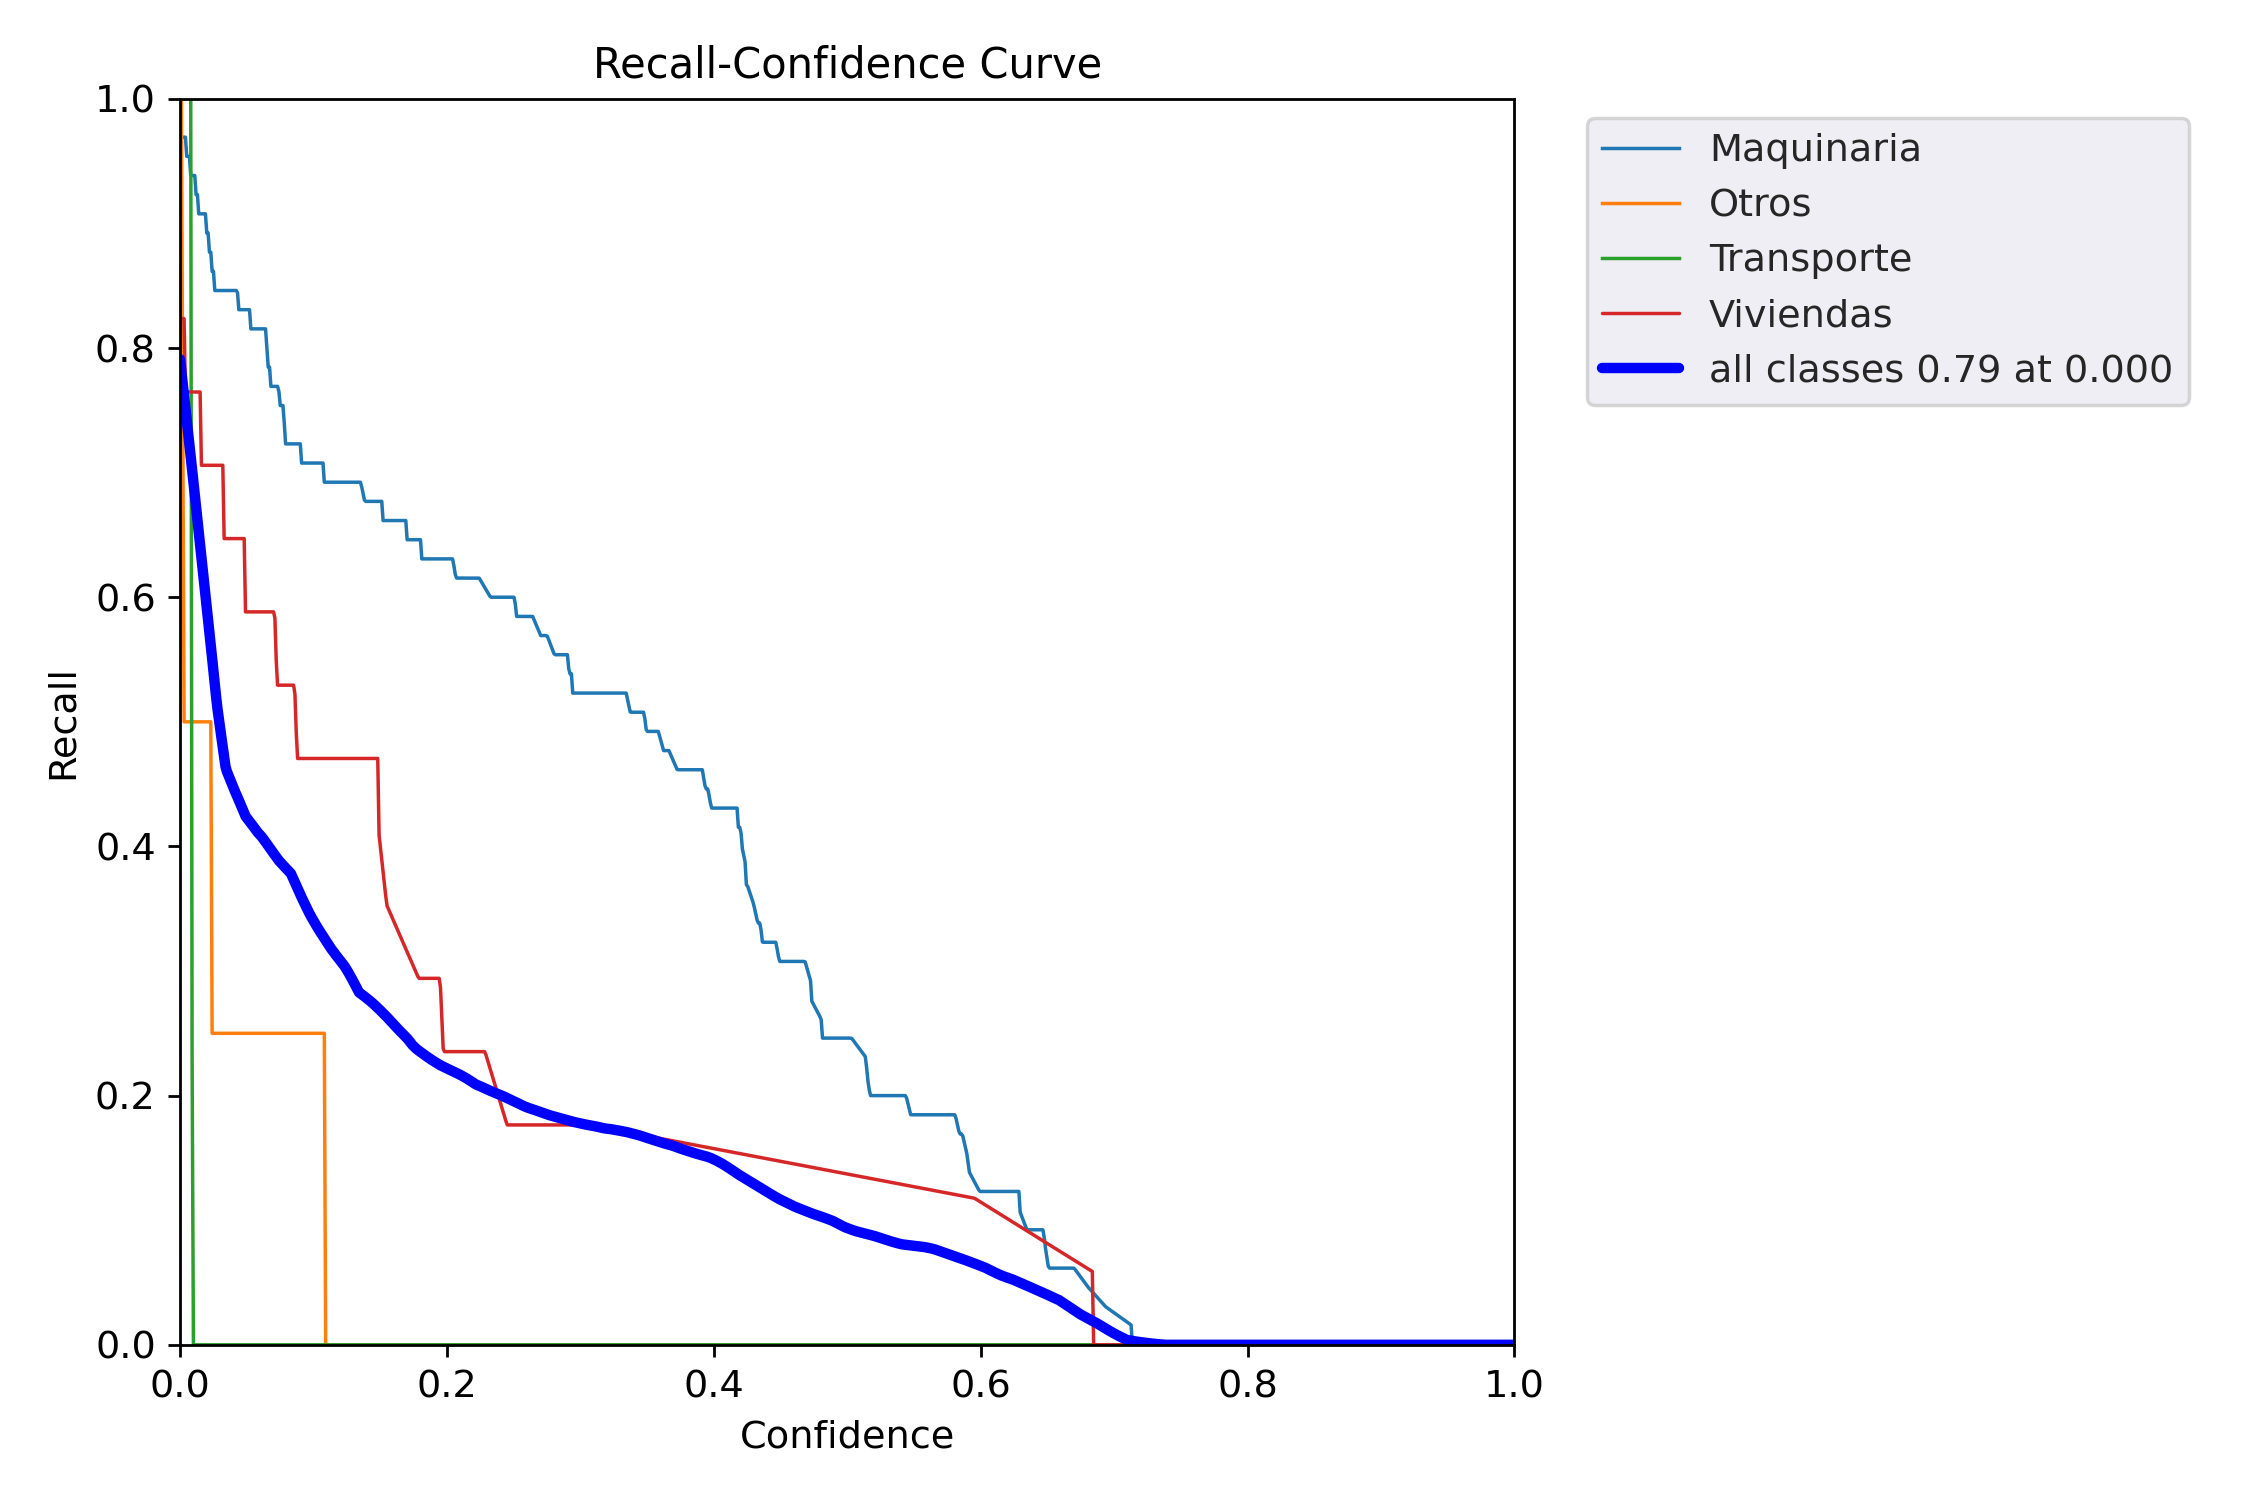 Recall-Confidence Curve
1.0
0.8
0.6
0.4
0.2
0.0
Recall
0.0 0.2 0.4 0.6 0.8 1.0
Confidence
Maquinaria
Otros
Transporte
Viviendas
all classes 0.79 at 0.000